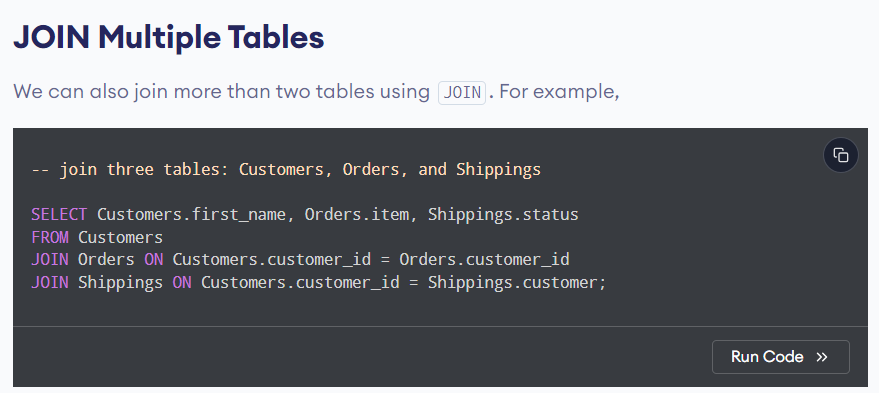 JOIN Multiple Tables
We can also join more than two tables using JOIN. For example,
-- join three tables: Customers, Orders, and Shippings
SELECT Customers.first_name, Orders.item, Shippings.status
FROM Customers
JOIN Orders ON Customers.customer_id = Orders.customer_id
JOIN Shippings ON Customers.customer_id = Shippings.customer;
Run Code »